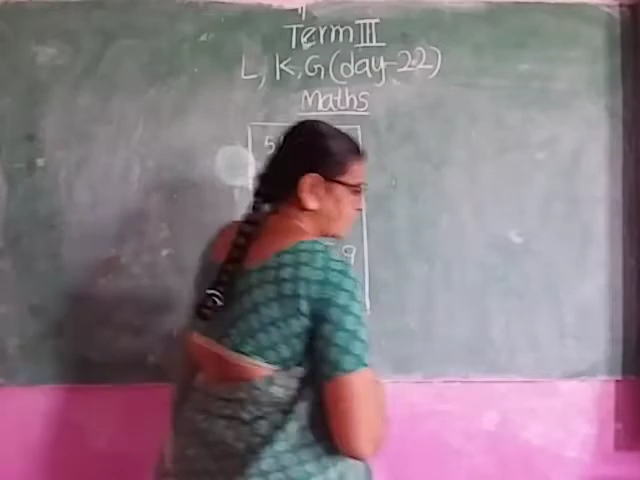 Term III
L, K, G (day-22)
Maths
5
9